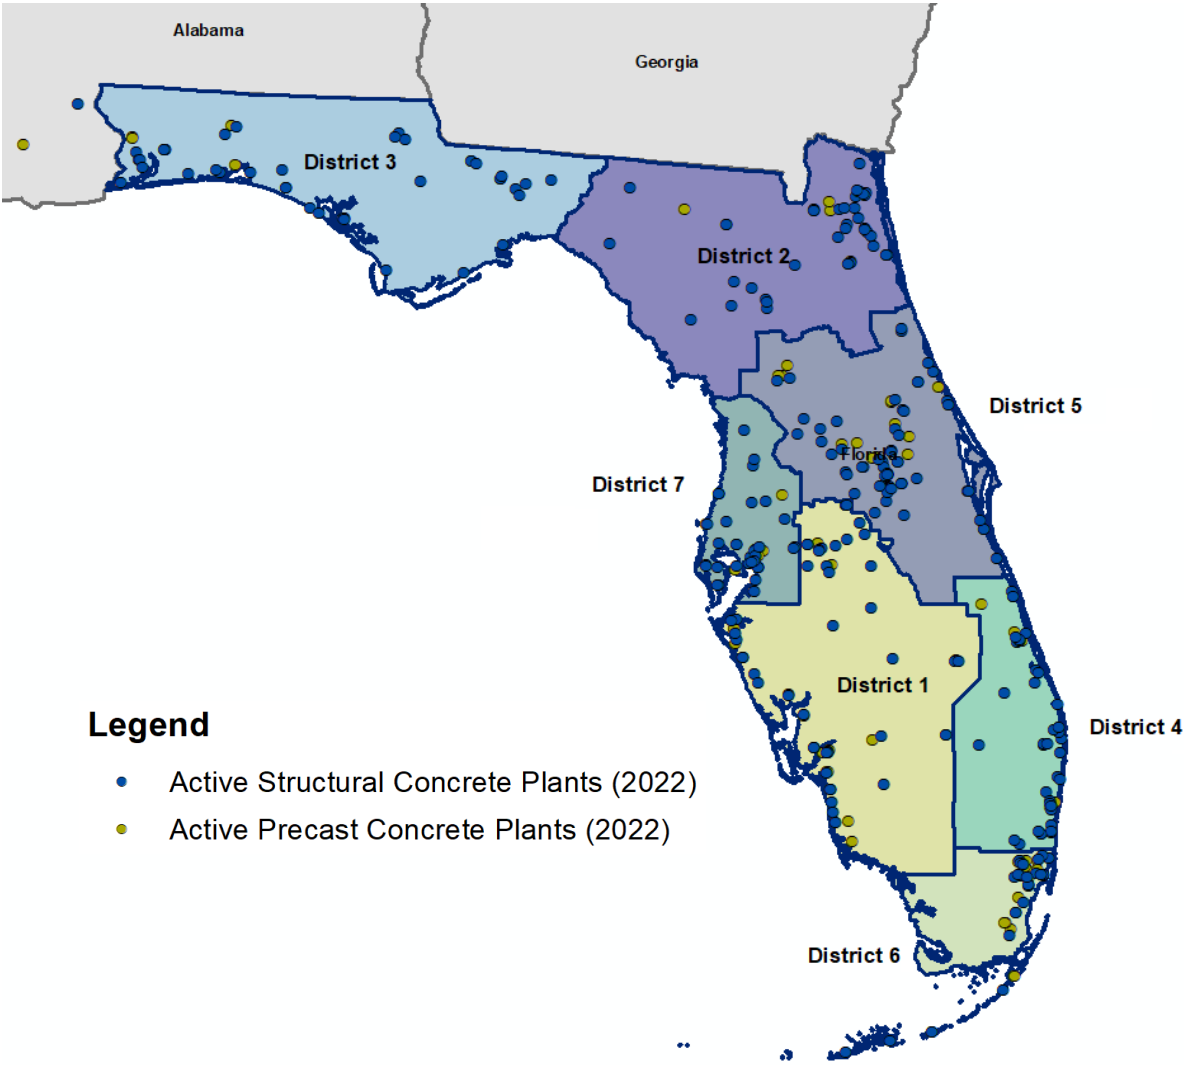 Alabama
Georgia
District 3
District 2
District 5
Florida
District 7
District 1
District 4
Legend
Active Structural Concrete Plants (2022)
Active Precast Concrete Plants (2022)
District 6